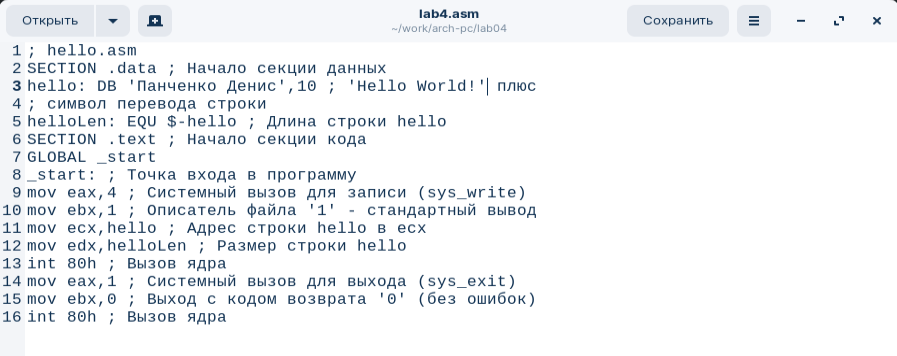 Открыть
lab4.asm
~/work/arch-pc/lab04
Сохранить
1 ; hello.asm
2 SECTION .data ; Начало секции данных
3 hello: DB 'Панченко Денис',10 ; 'Hello World!' плюс
4 ; символ перевода строки
5 helloLen: EQU $-hello ; Длина строки hello
6 SECTION .text ; Начало секции кода
7 GLOBAL _start
8 _start: ; Точка входа в программу
9 mov eax,4 ; Системный вызов для записи (sys_write)
10 mov ebx,1 ; Описатель файла '1' - стандартный вывод
11 mov ecx,hello ; Адрес строки hello в ecx
12 mov edx,helloLen ; Размер строки hello
13 int 80h ; Вызов ядра
14 mov eax,1 ; Системный вызов для выхода (sys_exit)
15 mov ebx,0 ; Выход с кодом возврата '0' (без ошибок)
16 int 80h ; Вызов ядра